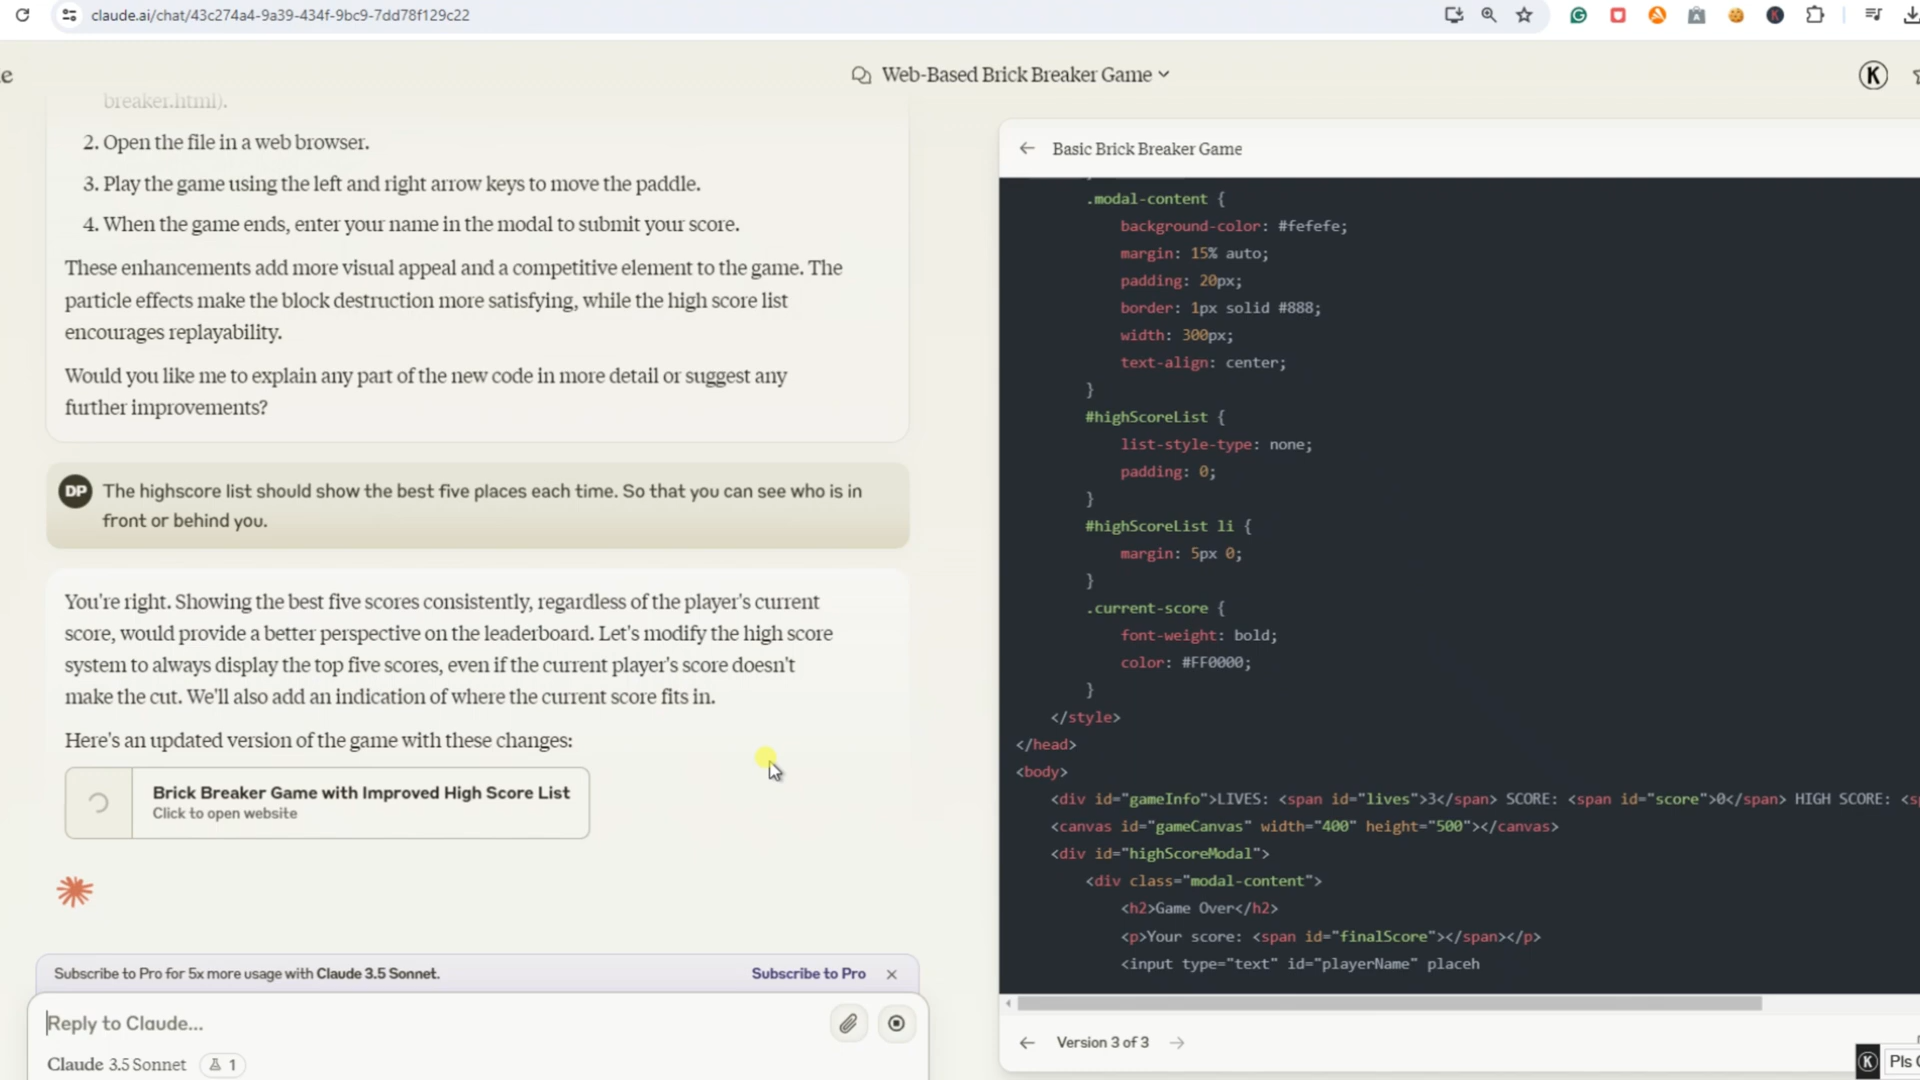 claude.ai/chat/43c274a4-9a39-434f-9bc9-7dd78f129c22
Web-Based Brick Breaker Game
K
breaker.html).
2. Open the file in a web browser.
3. Play the game using the left and right arrow keys to move the paddle.
4. When the game ends, enter your name in the modal to submit your score.
These enhancements add more visual appeal and a competitive element to the game. The
particle effects make the block destruction more satisfying, while the high score list
encourages replayability.
Would you like me to explain any part of the new code in more detail or suggest any
further improvements?
DP
The highscore list should show the best five places each time. So that you can see who is in
front or behind you.
You're right. Showing the best five scores consistently, regardless of the player's current
score, would provide a better perspective on the leaderboard. Let's modify the high score
system to always display the top five scores, even if the current player's score doesn't
make the cut. We'll also add an indication of where the current score fits in.
Here's an updated version of the game with these changes:
Brick Breaker Game with Improved High Score List
Click to open website
Subscribe to Pro for 5x more usage with Claude 3.5 Sonnet.
Subscribe to Pro
Reply to Claude...
Claude 3.5 Sonnet
1
Basic Brick Breaker Game
.modal-content {
background-color: #fefefe;
margin: 15% auto;
padding: 20px;
border: 1px solid #888;
width: 300px;
text-align: center;
}
#highScoreList {
list-style-type: none;
padding: 0;
}
#highScoreList li {
margin: 5px 0;
}
.current-score {
font-weight: bold;
color: #FF0000;
}
</style>
</head>
<body>
<div id="gameInfo">LIVES: <span id="lives">3</span> SCORE: <span id="score">0</span> HIGH SCORE: <s
<canvas id="gameCanvas" width="400" height="500"></canvas>
<div id="highScoreModal">
<div class="modal-content">
<h2>Game Over</h2>
<p>Your score: <span id="finalScore"></span></p>
<input type="text" id="playerName" placeh
Version 3 of 3
K
Pls